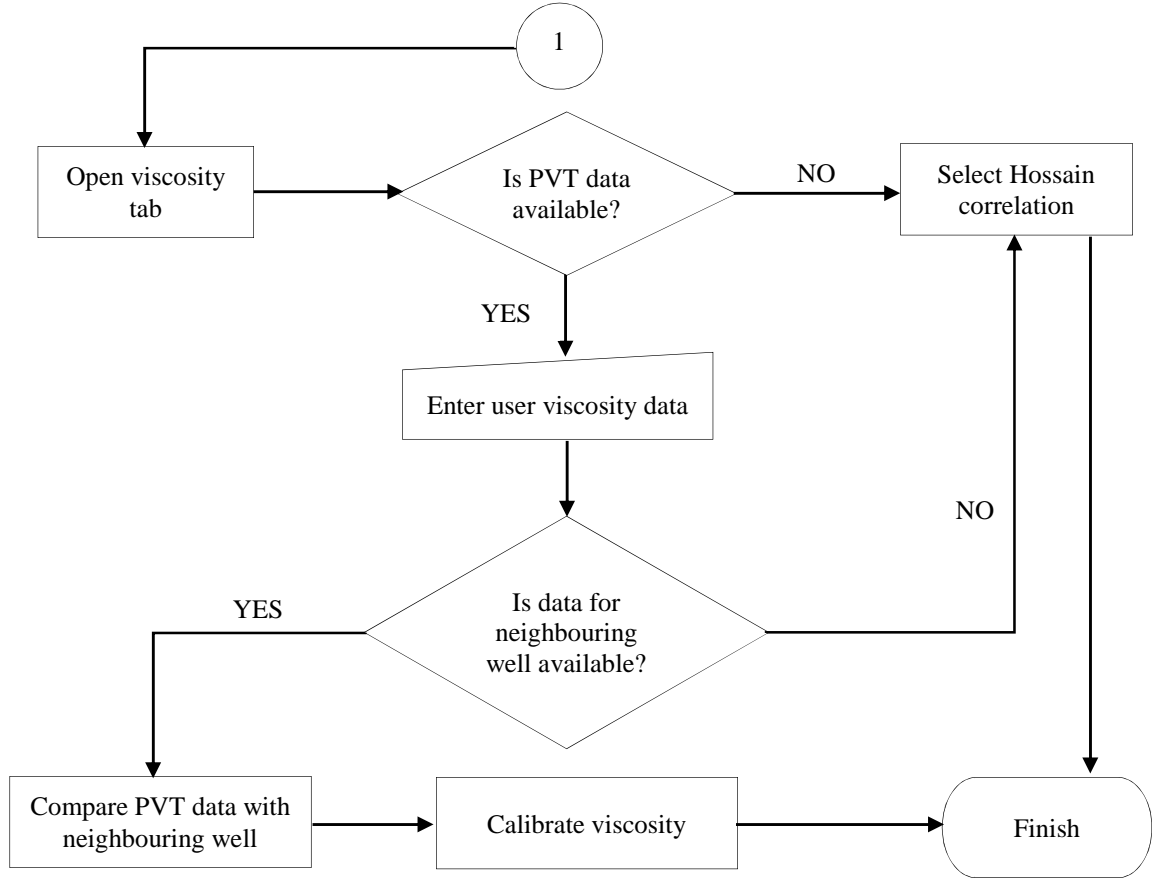 1
Open viscosity
tab
Is PVT data
available?
NO
Select Hossain
correlation
YES
Enter user viscosity data
NO
YES
Is data for
neighbouring
well available?
Compare PVT data with
neighbouring well
Calibrate viscosity
Finish